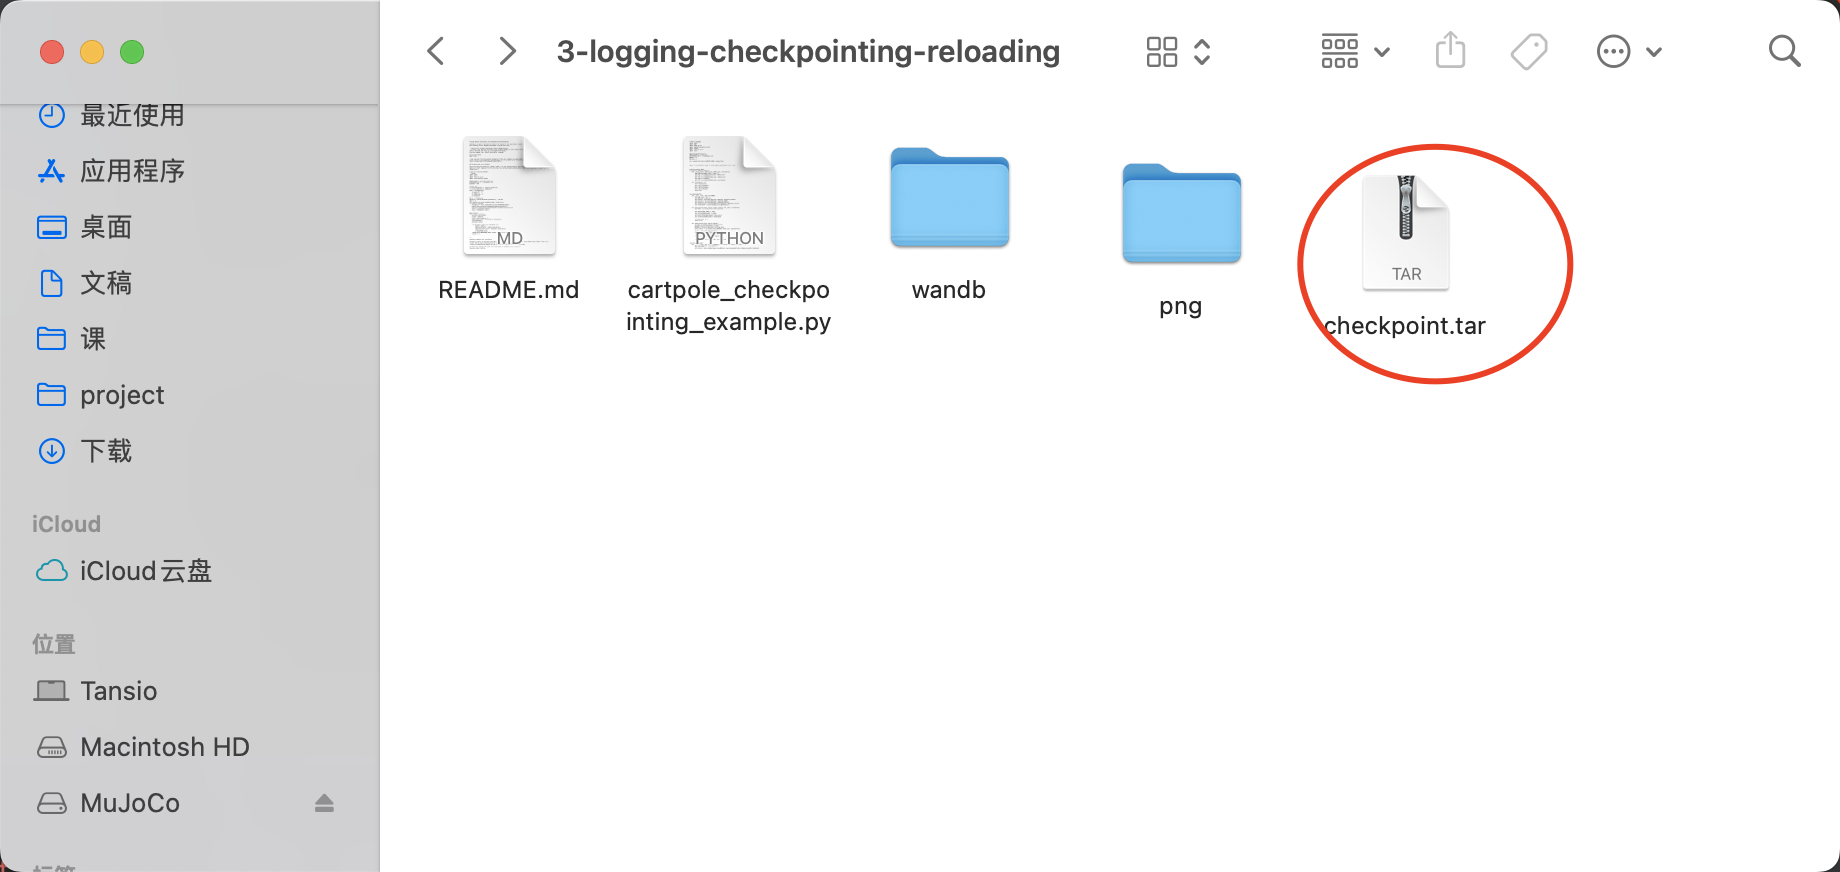 3-logging-checkpointing-reloading
最近使用
应用程序
桌面
文稿
课
project
下载
iCloud
iCloud云盘
位置
Tansio
Macintosh HD
MuJoCo
MD
README.md
PYTHON
cartpole_checkpo
inting_example.py
wandb
png
TAR
checkpoint.tar